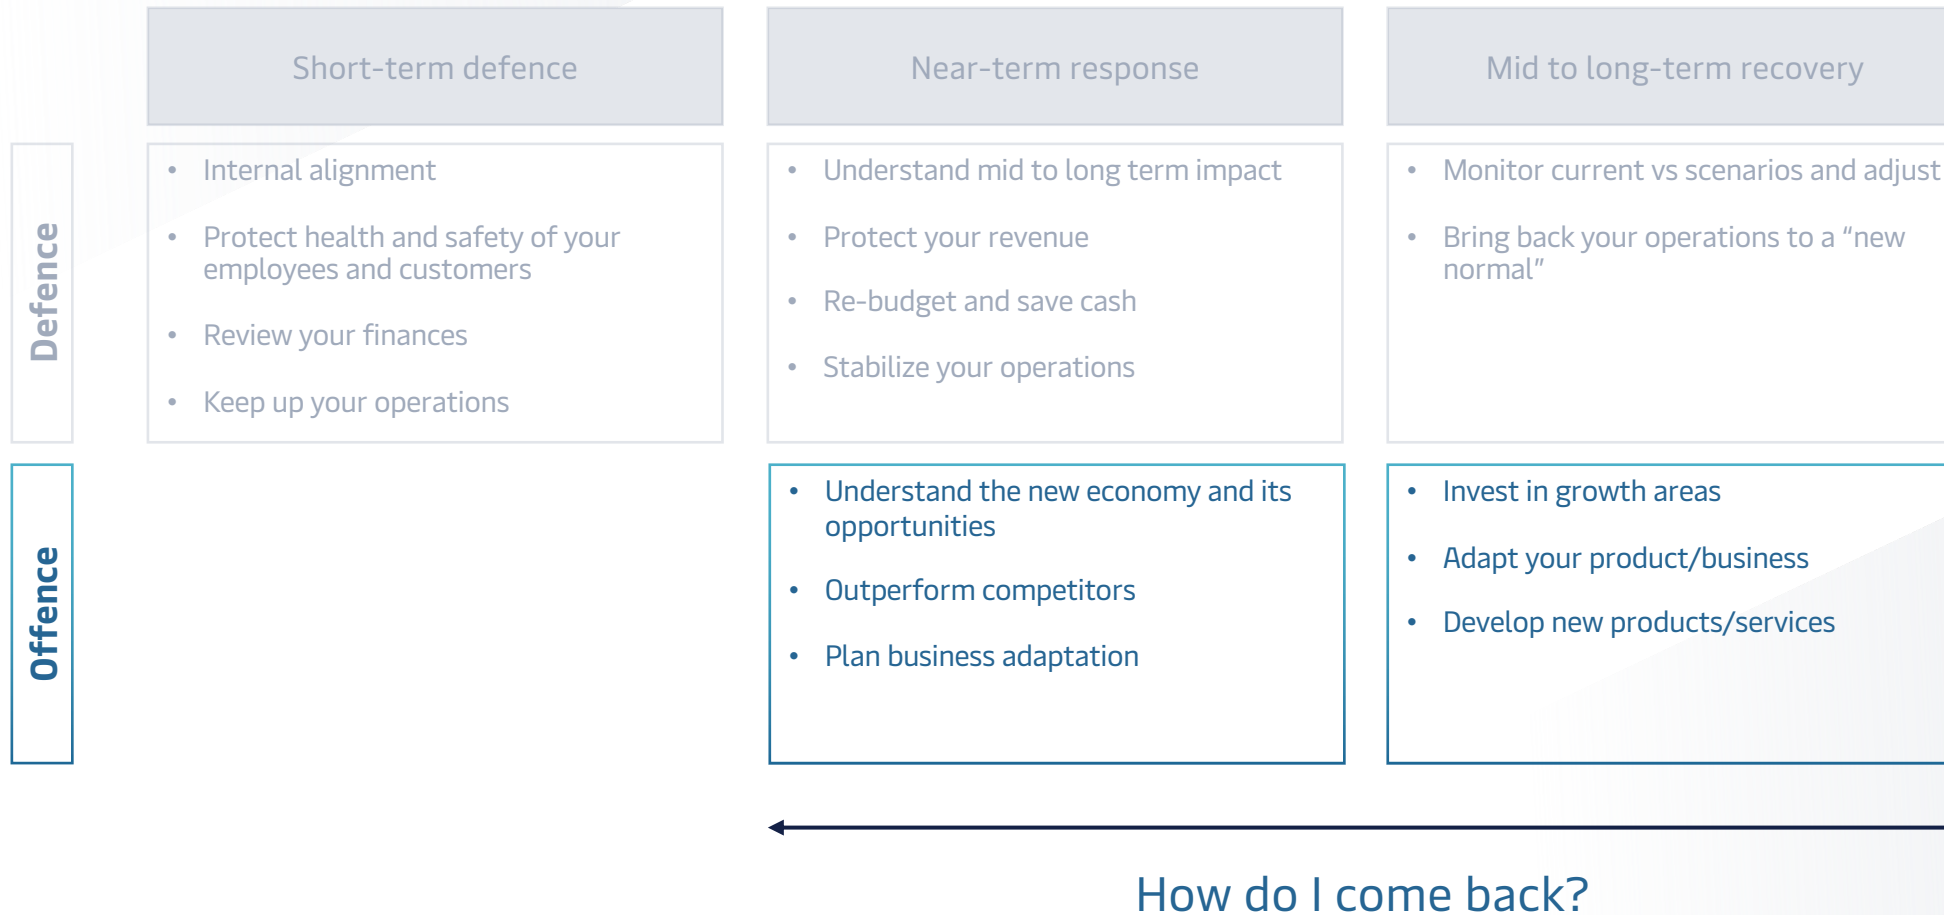 Short-term defence
Near-term response
Mid to long-term recovery
Defence
• Internal alignment
• Protect health and safety of your
employees and customers
• Review your finances
• Keep up your operations
• Understand mid to long term impact
• Protect your revenue
• Re-budget and save cash
• Stabilize your operations
• Monitor current vs scenarios and adjust
• Bring back your operations to a “new
normal”
Offence
• Understand the new economy and its
opportunities
• Outperform competitors
• Plan business adaptation
• Invest in growth areas
• Adapt your product/business
• Develop new products/services
How do I come back?